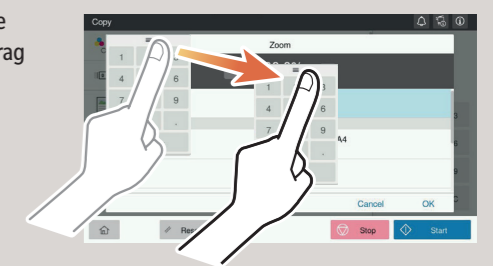 Copy
rag
Zoom
1
4 6
7 9
.
1 3
4 6
7 9
.
A4
Cancel OK
Stop Start